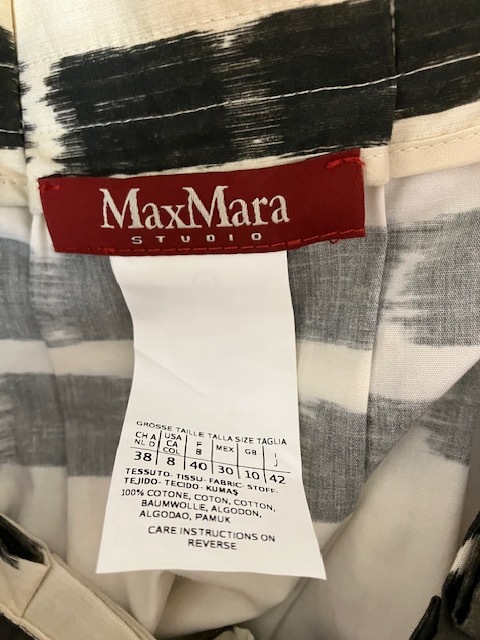 MaxMara
STUDIO
GRÖSSE TAILLE TALLA SIZE TAGLIA
CH A NL D USA CA COL F B MEX GB I J
38 8 40 30 10 42
TESSUTO- TISSU- FABRIC- STOFF-
TEJIDO- TECIDO- KUMAŞ
100% COTONE, COTON, COTTON,
BAUMWOLLE, ALGODON,
ALGODAO, PAMUK
CARE INSTRUCTIONS ON
REVERSE